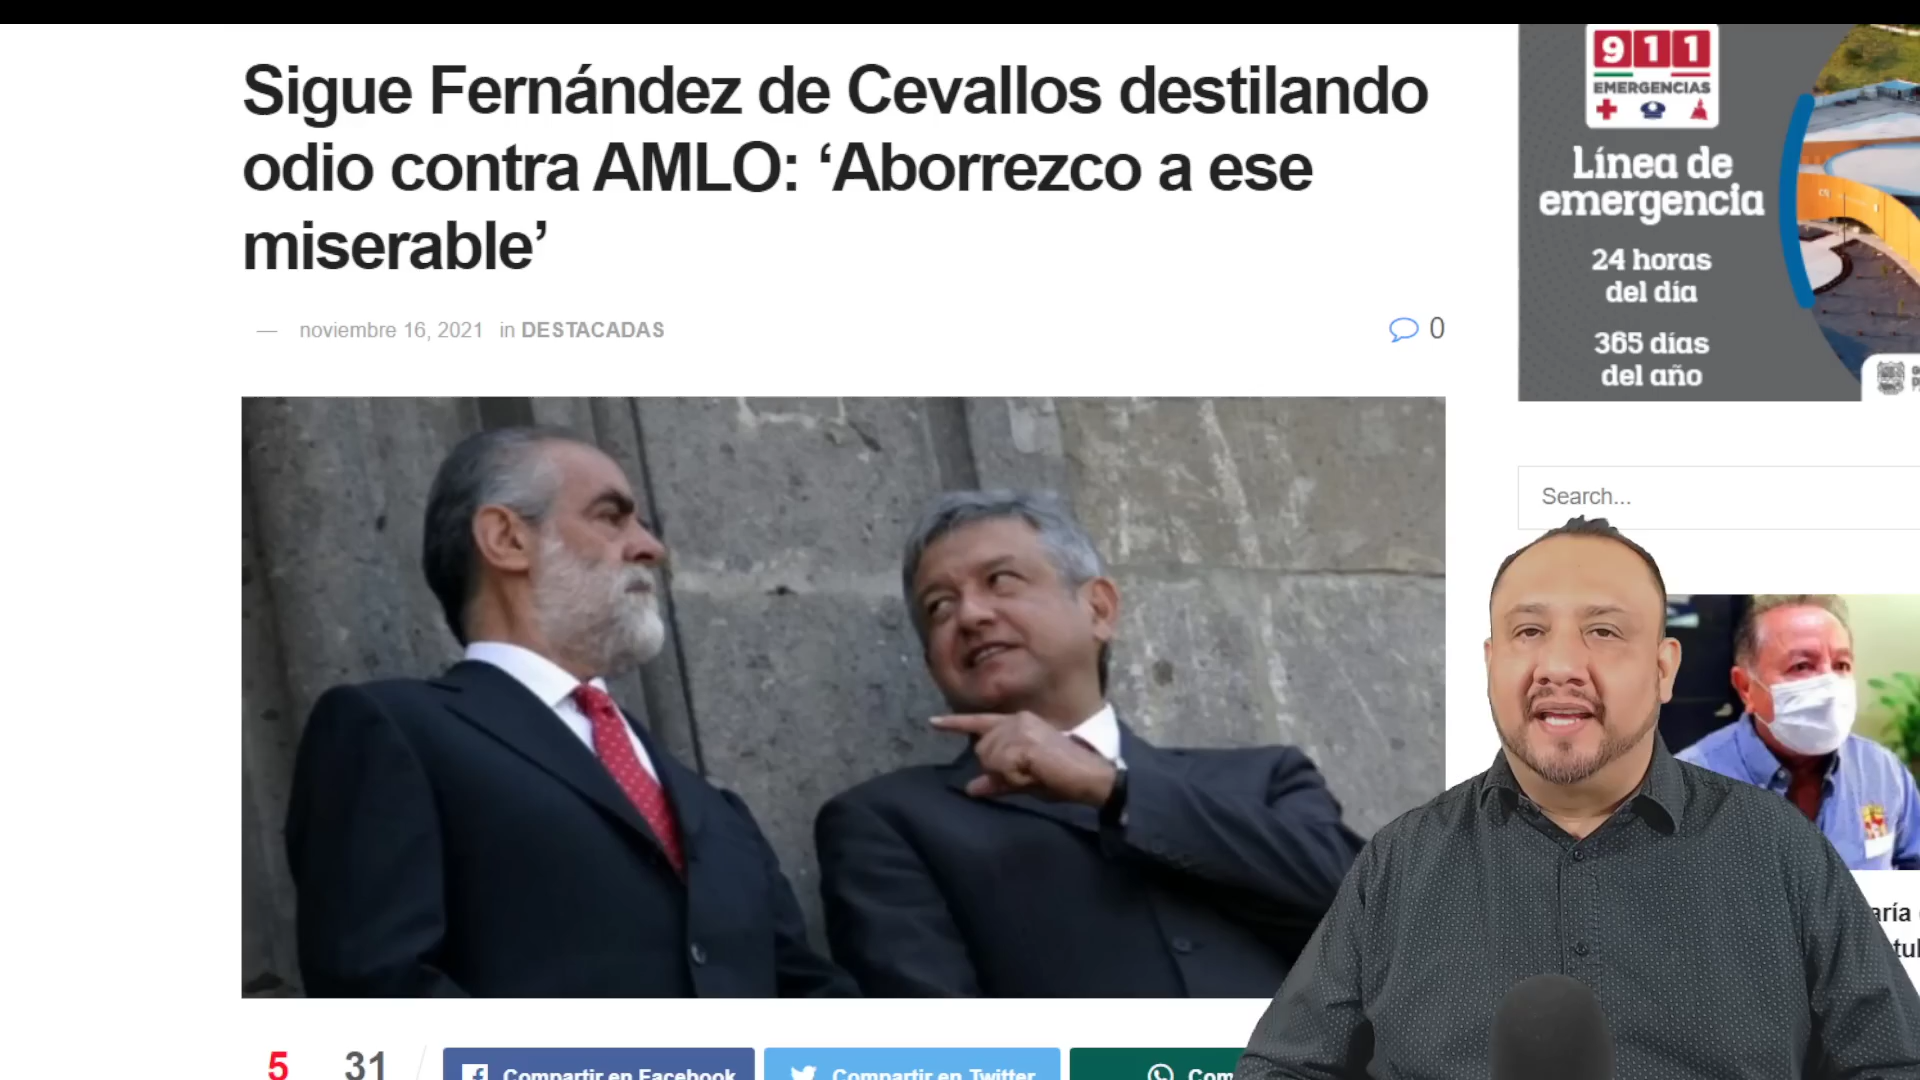 Sigue Fernández de Cevallos destilando
odio contra AMLO: ‘Aborrezco a ese
miserable’
— noviembre 16, 2021 in DESTACADAS
0
911
EMERGENCIAS
Línea de
emergencia
24 horas
del día
365 días
del año
Search...
5
31
Compartir en Facebook
Compartir en Twitter